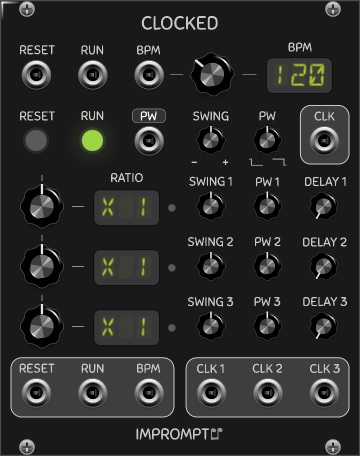 CLOCKED
RESET RUN BPM BPM
120
RESET RUN PW SWING PW CLK
- +
RATIO
X 1 SWING 1 PW 1 DELAY 1
X 1 SWING 2 PW 2 DELAY 2
X 1 SWING 3 PW 3 DELAY 3
RESET RUN BPM CLK 1 CLK 2 CLK 3
IMPROMPTU